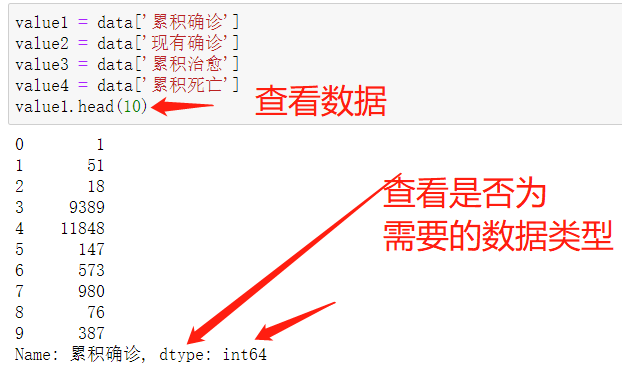 value1 = data['累积确诊']
value2 = data['现有确诊']
value3 = data['累积治愈']
value4 = data['累积死亡']
value1.head(10)
查看数据
0 1
1 51
2 18
3 9389
4 11848
5 147
6 573
7 980
8 76
9 387
Name: 累积确诊, dtype: int64
查看是否为
需要的数据类型